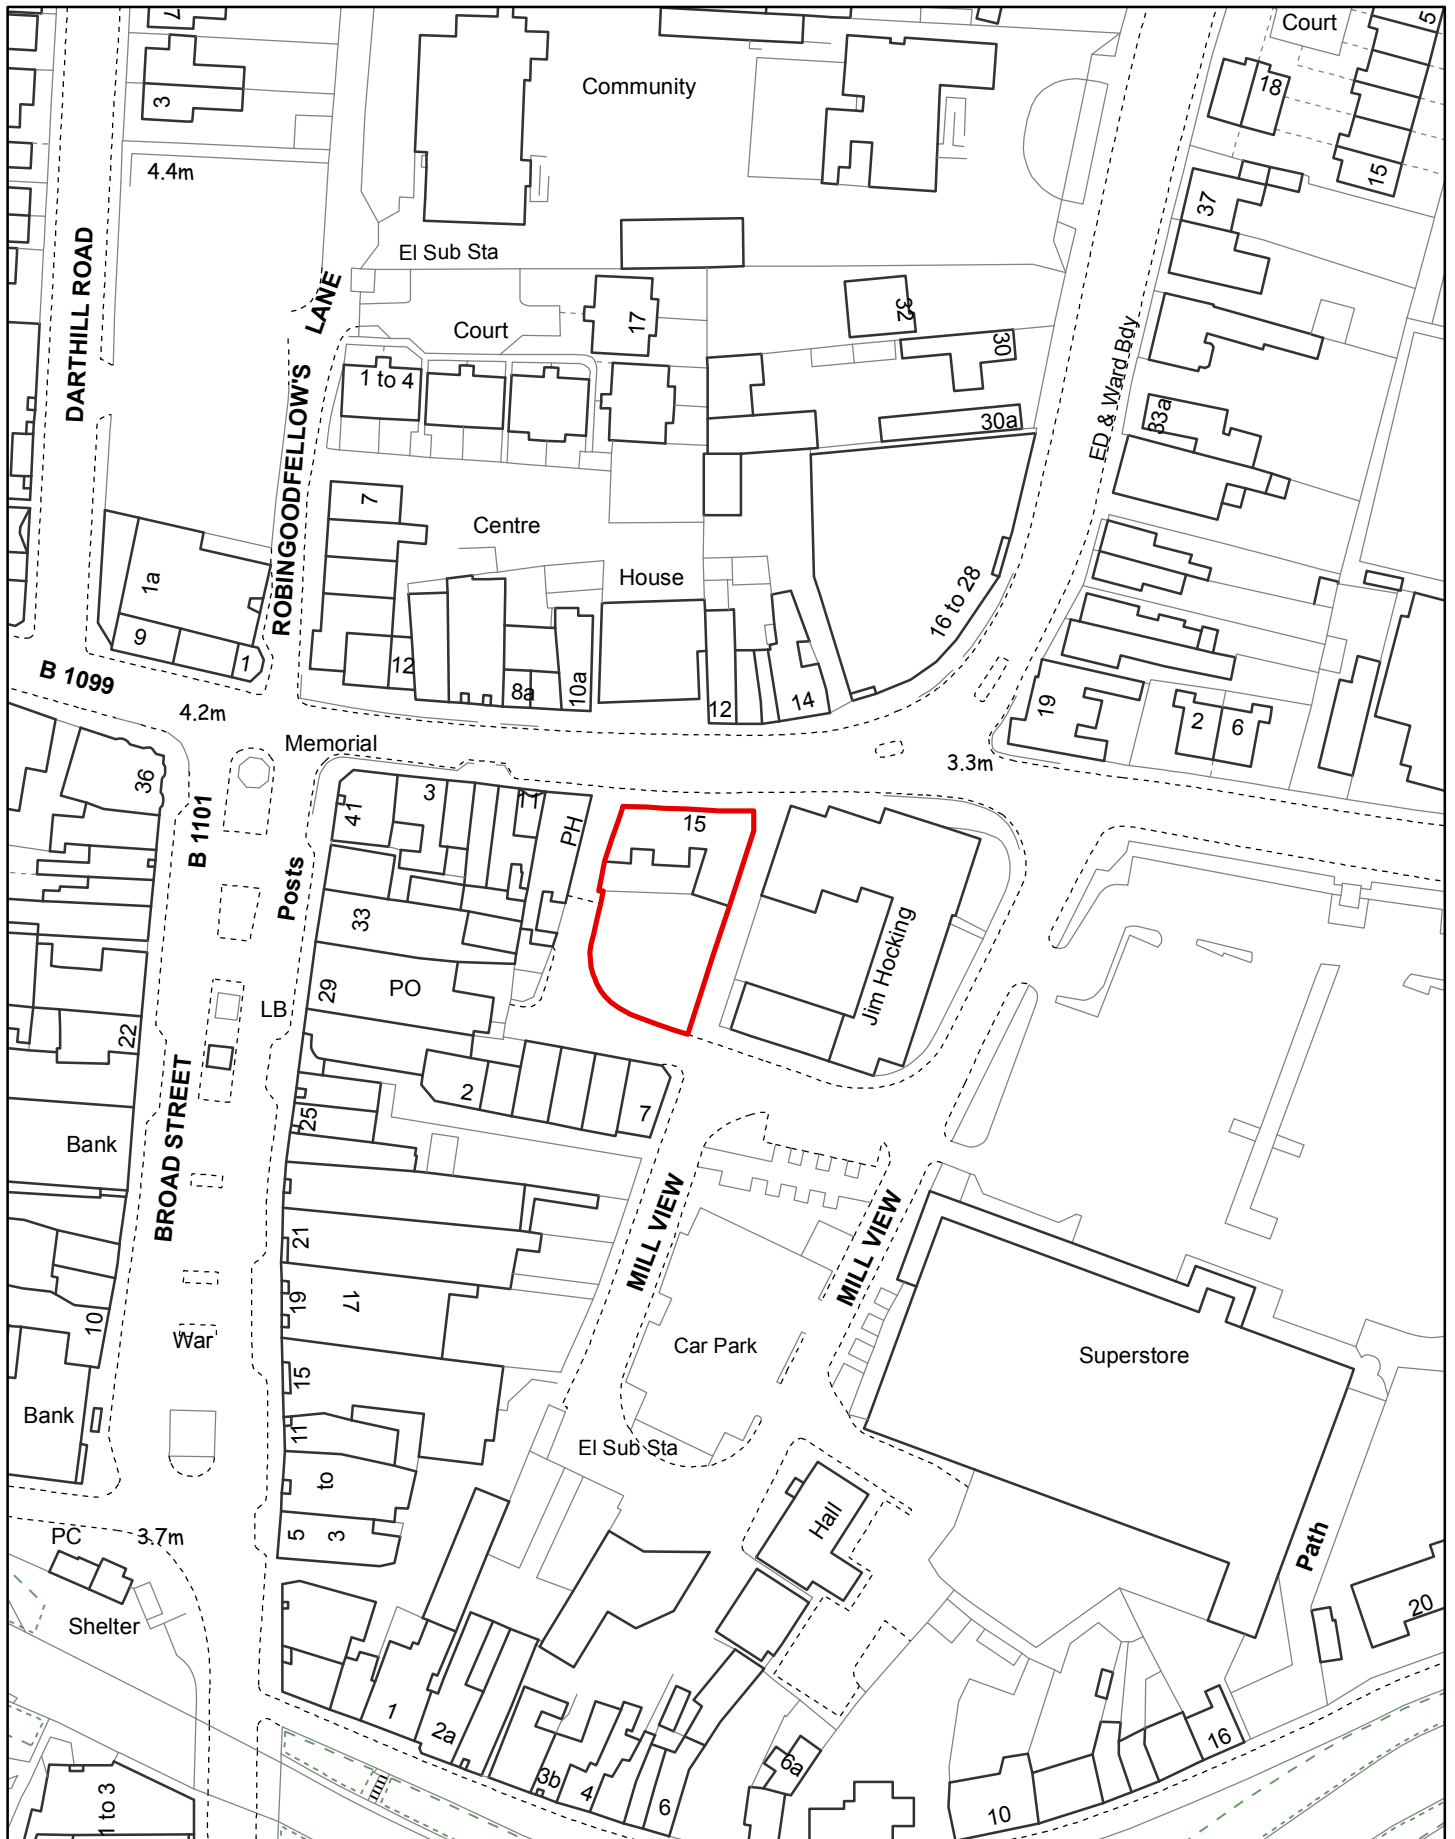 7
Court
5
18
3
Community
15
4.4m
37
El Sub Sta
DARTHILL ROAD
ROBINGOODFELLOW'S LANE
Court
17
32
30
1 to 4
30a
ED & Ward Bdy
33a
7
Centre
1a
House
16 to 28
9
1
12
8a
10a
12
14
19
2
6
B 1099
4.2m
Memorial
3.3m
36
41
3
11
PH
15
B 1101
Posts
33
Jim Hocking
29
PO
LB
22
2
7
25
Bank
BROAD STREET
MILL VIEW
MILL VIEW
21
19
17
10
War
Car Park
Superstore
15
Bank
11
El Sub Sta
to
Hall
5
3
PC
3.7m
Path
Shelter
20
1
2a
16
3b
4
6
6a
10
1 to 3